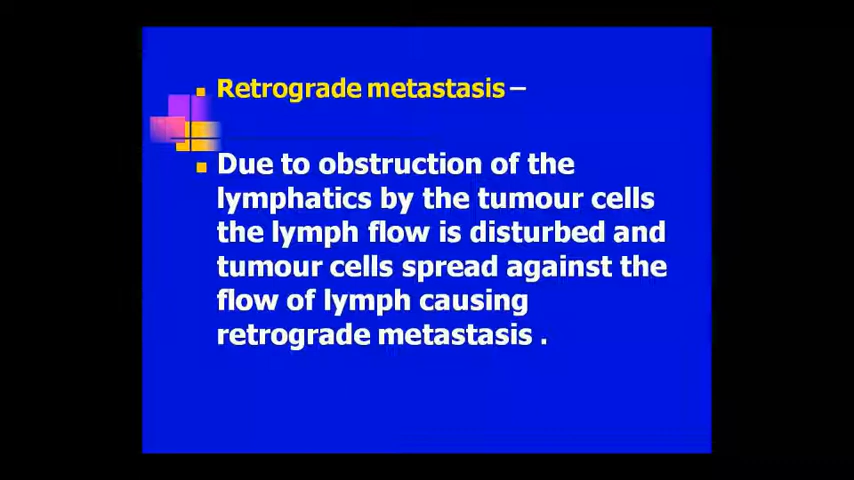 Retrograde metastasis –
Due to obstruction of the
lymphatics by the tumour cells
the lymph flow is disturbed and
tumour cells spread against the
flow of lymph causing
retrograde metastasis .